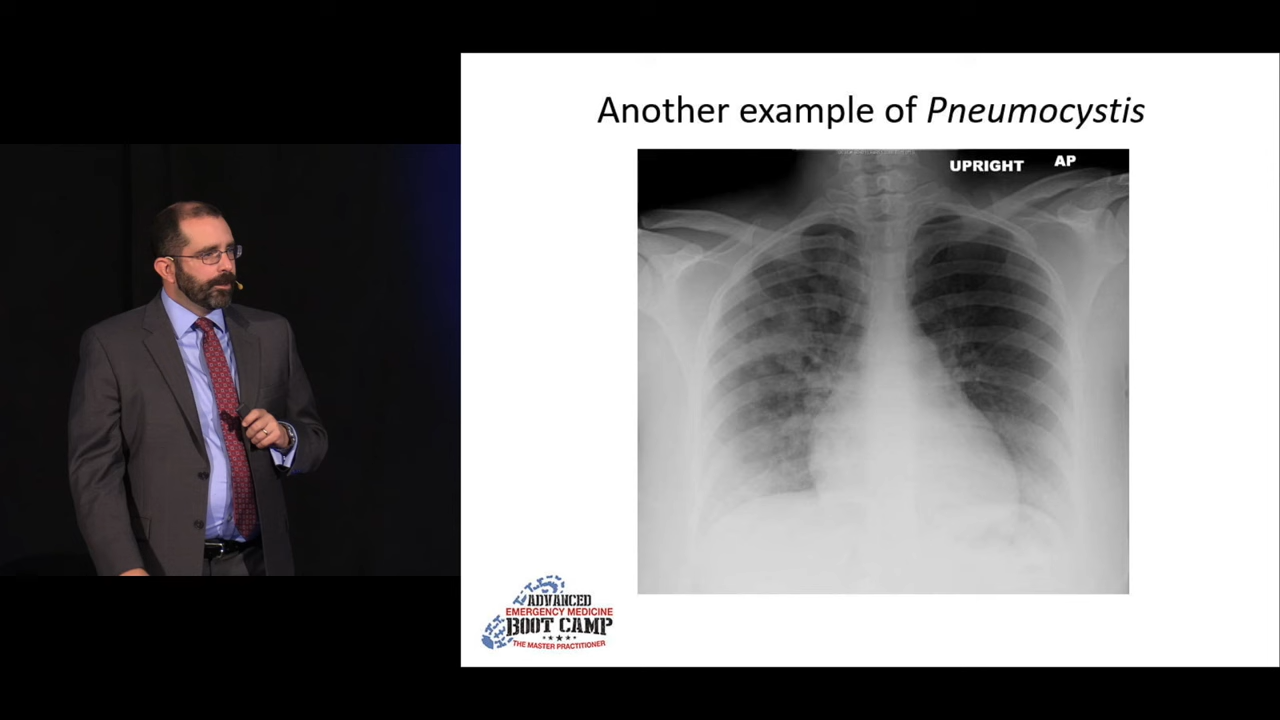 Another example of Pneumocystis
UPRIGHT AP
ADVANCED
EMERGENCY MEDICINE
BOOT CAMP
THE MASTER PRACTITIONER